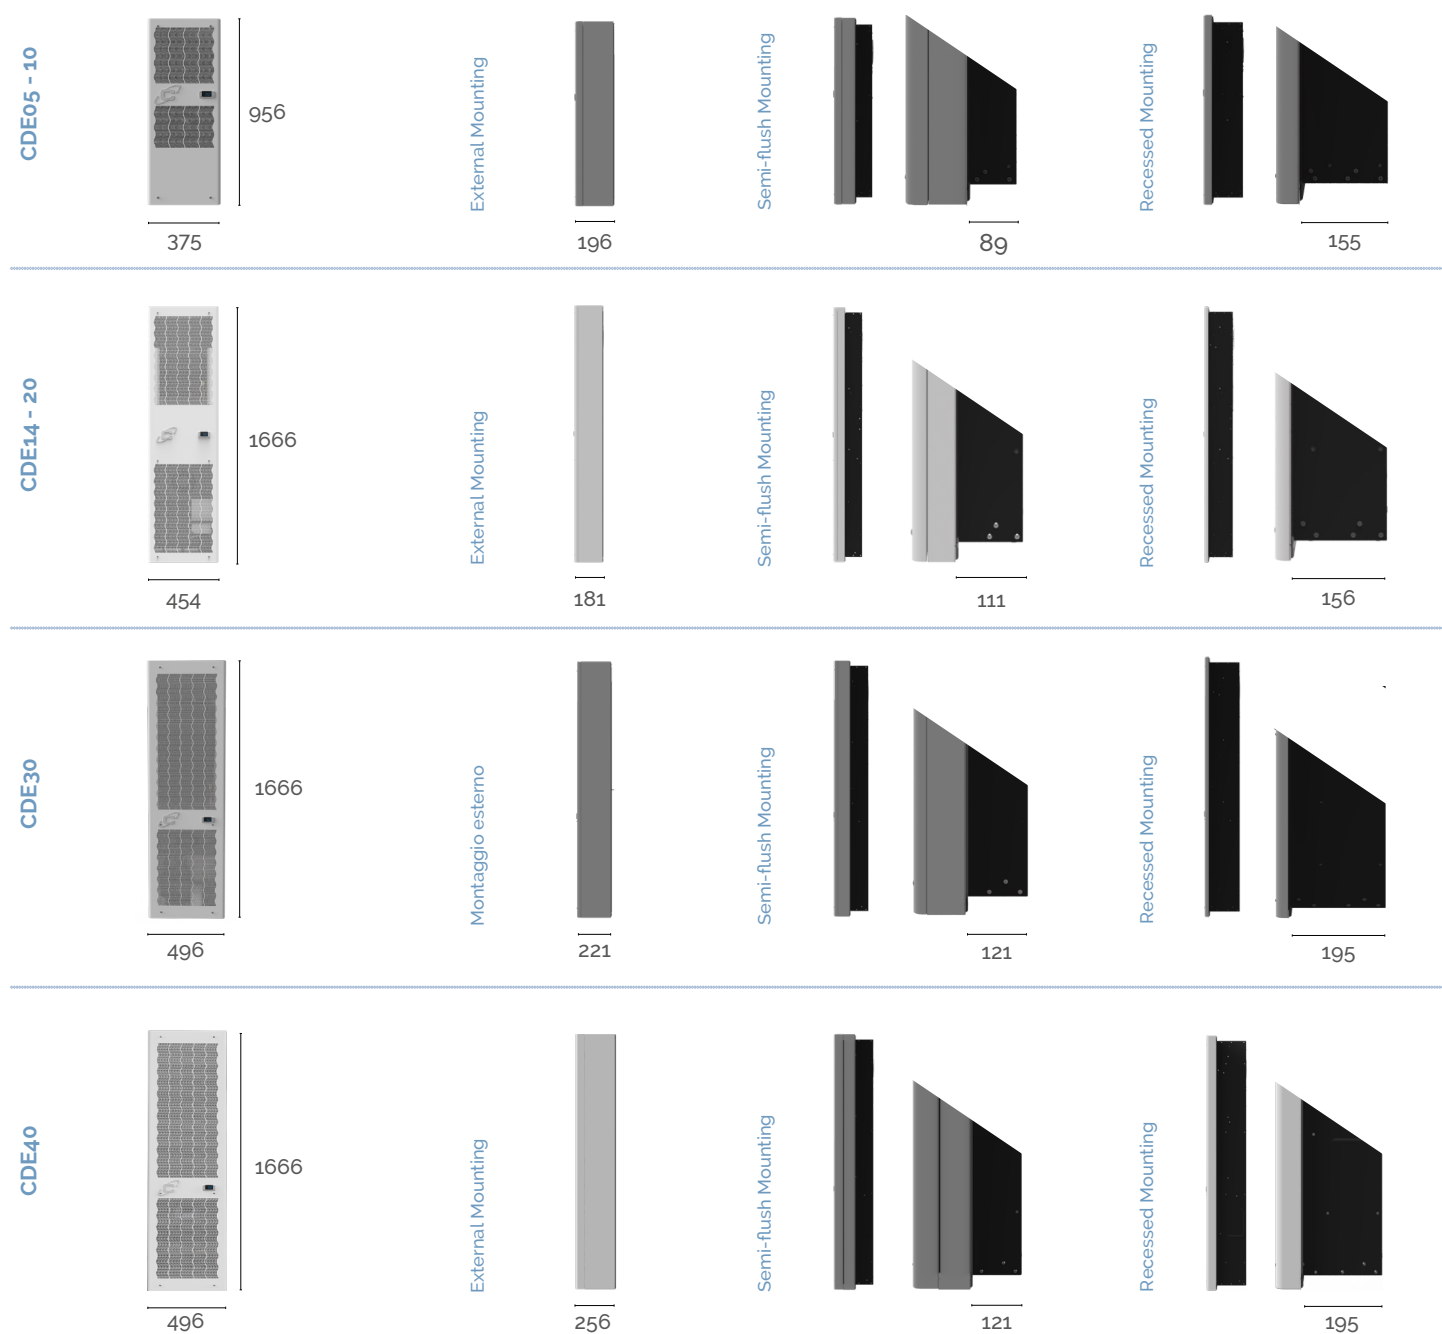 CDE05 - 10
956
375
External Mounting
196
Semi-flush Mounting
89
Recessed Mounting
155
CDE14 - 20
1666
454
External Mounting
181
Semi-flush Mounting
111
Recessed Mounting
156
CDE30
1666
496
Montaggio esterno
221
Semi-flush Mounting
121
Recessed Mounting
195
CDE40
1666
496
External Mounting
256
Semi-flush Mounting
121
Recessed Mounting
195